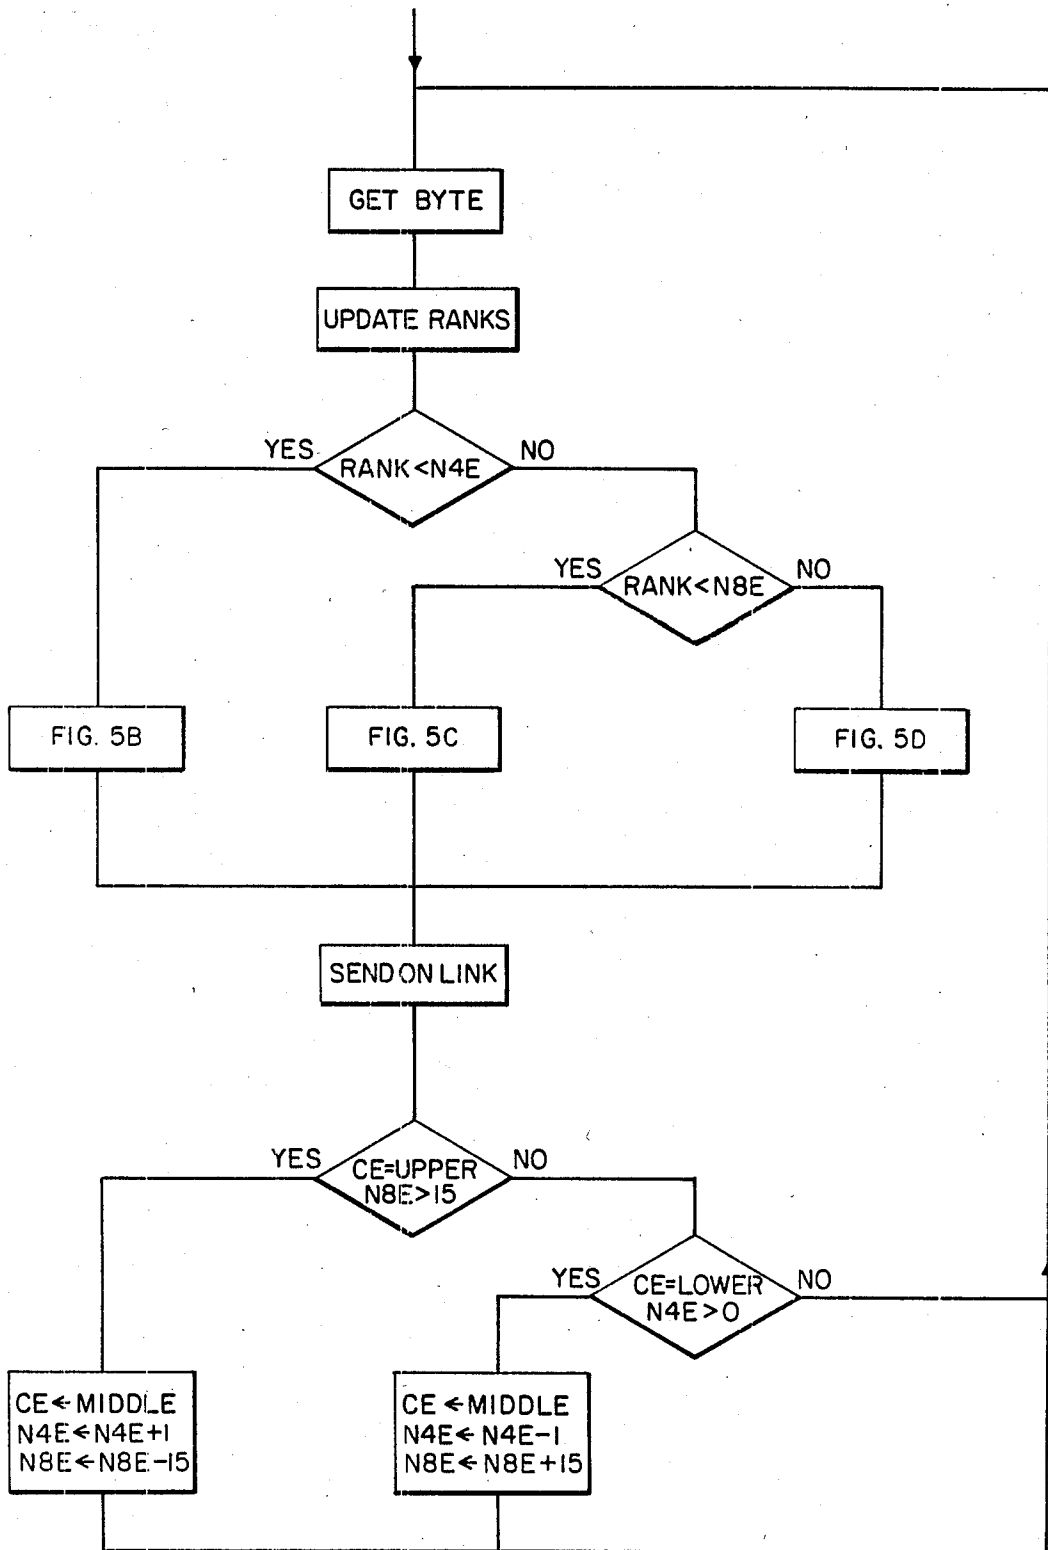 GET BYTE
UPDATE RANKS
YES
RANK<N4E
NO
YES
RANK<N8E
NO
FIG. 5B
FIG. 5C
FIG. 5D
SEND ON LINK
YES
CE=UPPER
N8E>15
NO
YES
CE=LOWER
N4E>0
NO
CE←MIDDLE
N4E←N4E+1
N8E←N8E-15
CE←MIDDLE
N4E←N4E-1
N8E←N8E+15